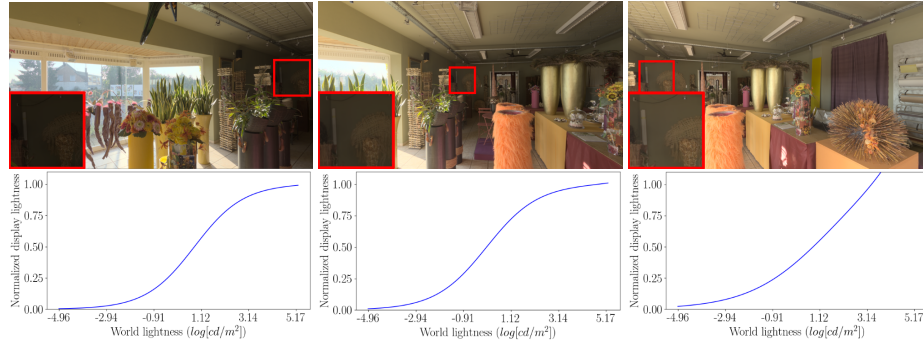 Normalized display lightness
1.00
0.75
0.50
0.25
0.00
-4.96 -2.94 -0.91 1.12 3.14 5.17
World lightness (log[cd/m²])
Normalized display lightness
1.00
0.75
0.50
0.25
0.00
-4.96 -2.94 -0.91 1.12 3.14 5.17
World lightness (log[cd/m²])
Normalized display lightness
1.00
0.75
0.50
0.25
0.00
-4.96 -2.94 -0.91 1.12 3.14 5.17
World lightness (log[cd/m²])